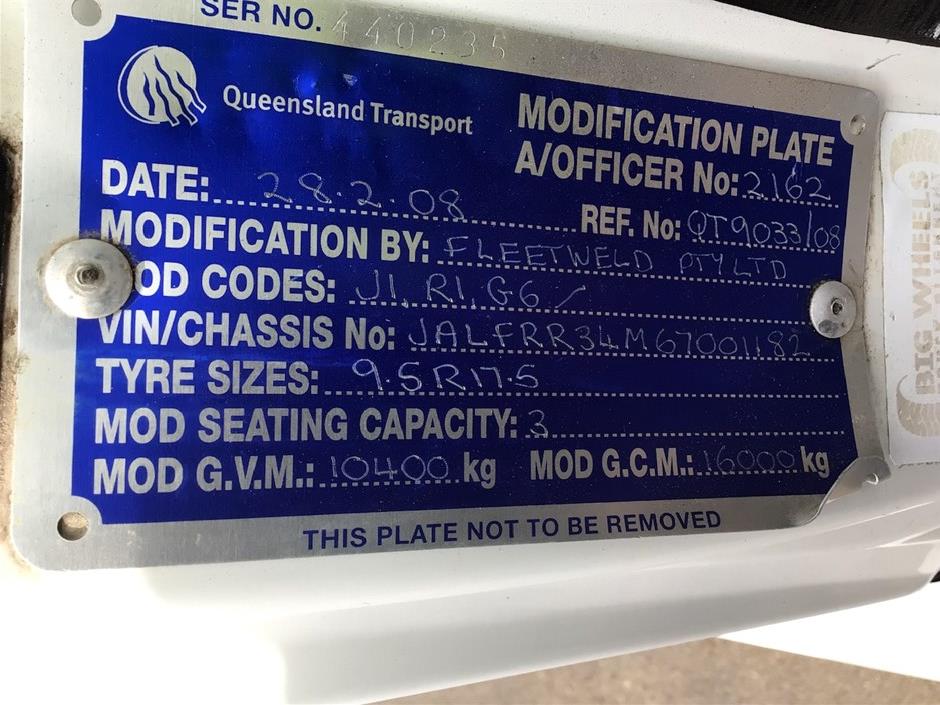 SER NO. 440235
Queensland Transport
MODIFICATION PLATE
A/OFFICER No: 2162
DATE: 28.2.08
REF. No: QT9033/08
MODIFICATION BY: FLEETWELD PTY LTD
MOD CODES: J1, R1, G6/
VIN/CHASSIS No: JALFRR34M67001182
TYRE SIZES: 9.5R17.5
MOD SEATING CAPACITY: 3
MOD G.V.M.: 10400 kg MOD G.C.M.: 16000 kg
THIS PLATE NOT TO BE REMOVED
BIG WHEELS